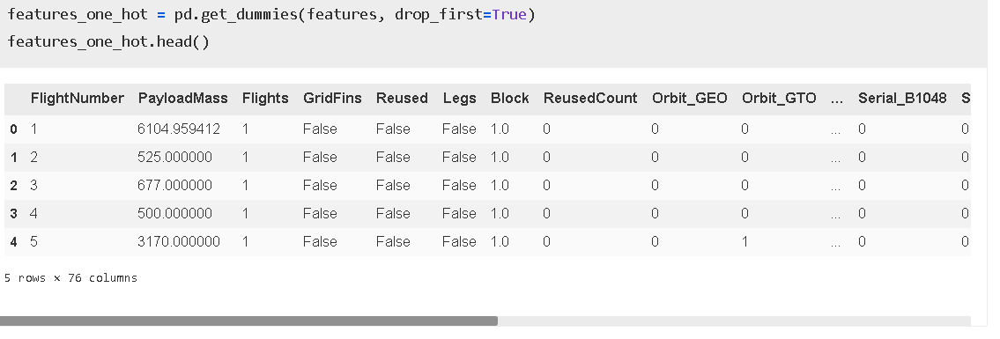 features_one_hot = pd.get_dummies(features, drop_first=True)
features_one_hot.head()
FlightNumber PayloadMass Flights GridFins Reused Legs Block ReusedCount Orbit_GEO Orbit_GTO ... Serial_B1048 S
0 1 6104.959412 1 False False False 1.0 0 0 0 ... 0 0
1 2 525.000000 1 False False False 1.0 0 0 0 ... 0 0
2 3 677.000000 1 False False False 1.0 0 0 0 ... 0 0
3 4 500.000000 1 False False False 1.0 0 0 0 ... 0 0
4 5 3170.000000 1 False False False 1.0 0 0 1 ... 0 0
5 rows × 76 columns